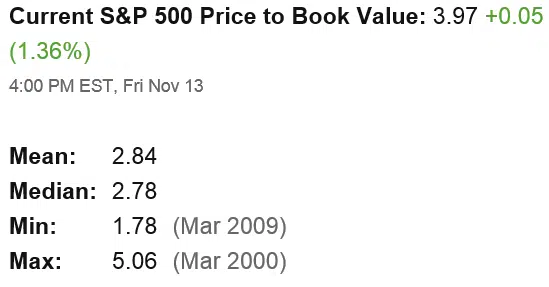 Current S&P 500 Price to Book Value: 3.97 +0.05
(1.36%)
4:00 PM EST, Fri Nov 13
Mean: 2.84
Median: 2.78
Min: 1.78 (Mar 2009)
Max: 5.06 (Mar 2000)